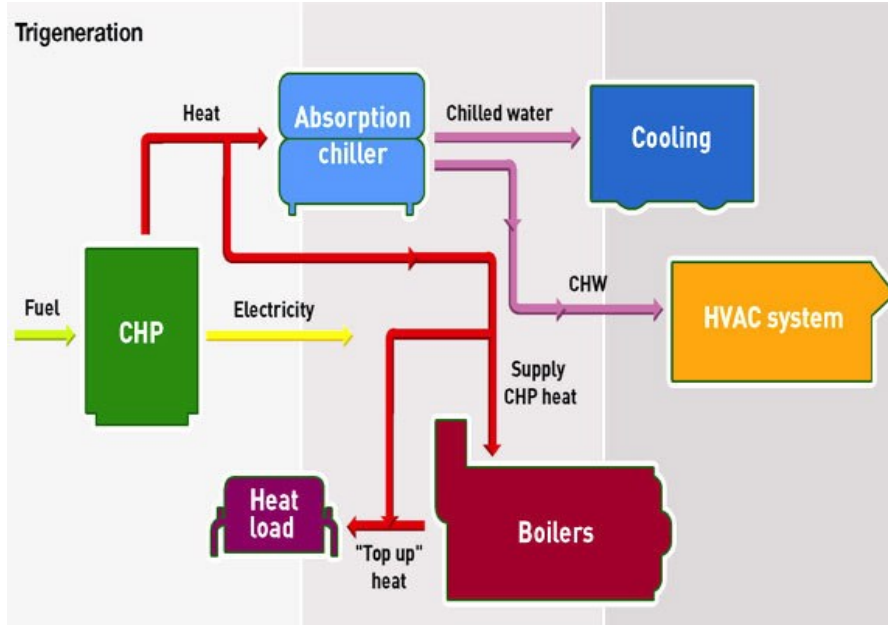 Trigeneration
Heat
Absorption
chiller
Chilled water
Cooling
Fuel
CHP
Electricity
CHW
HVAC system
Supply
CHP heat
Heat
load
"Top up"
heat
Boilers